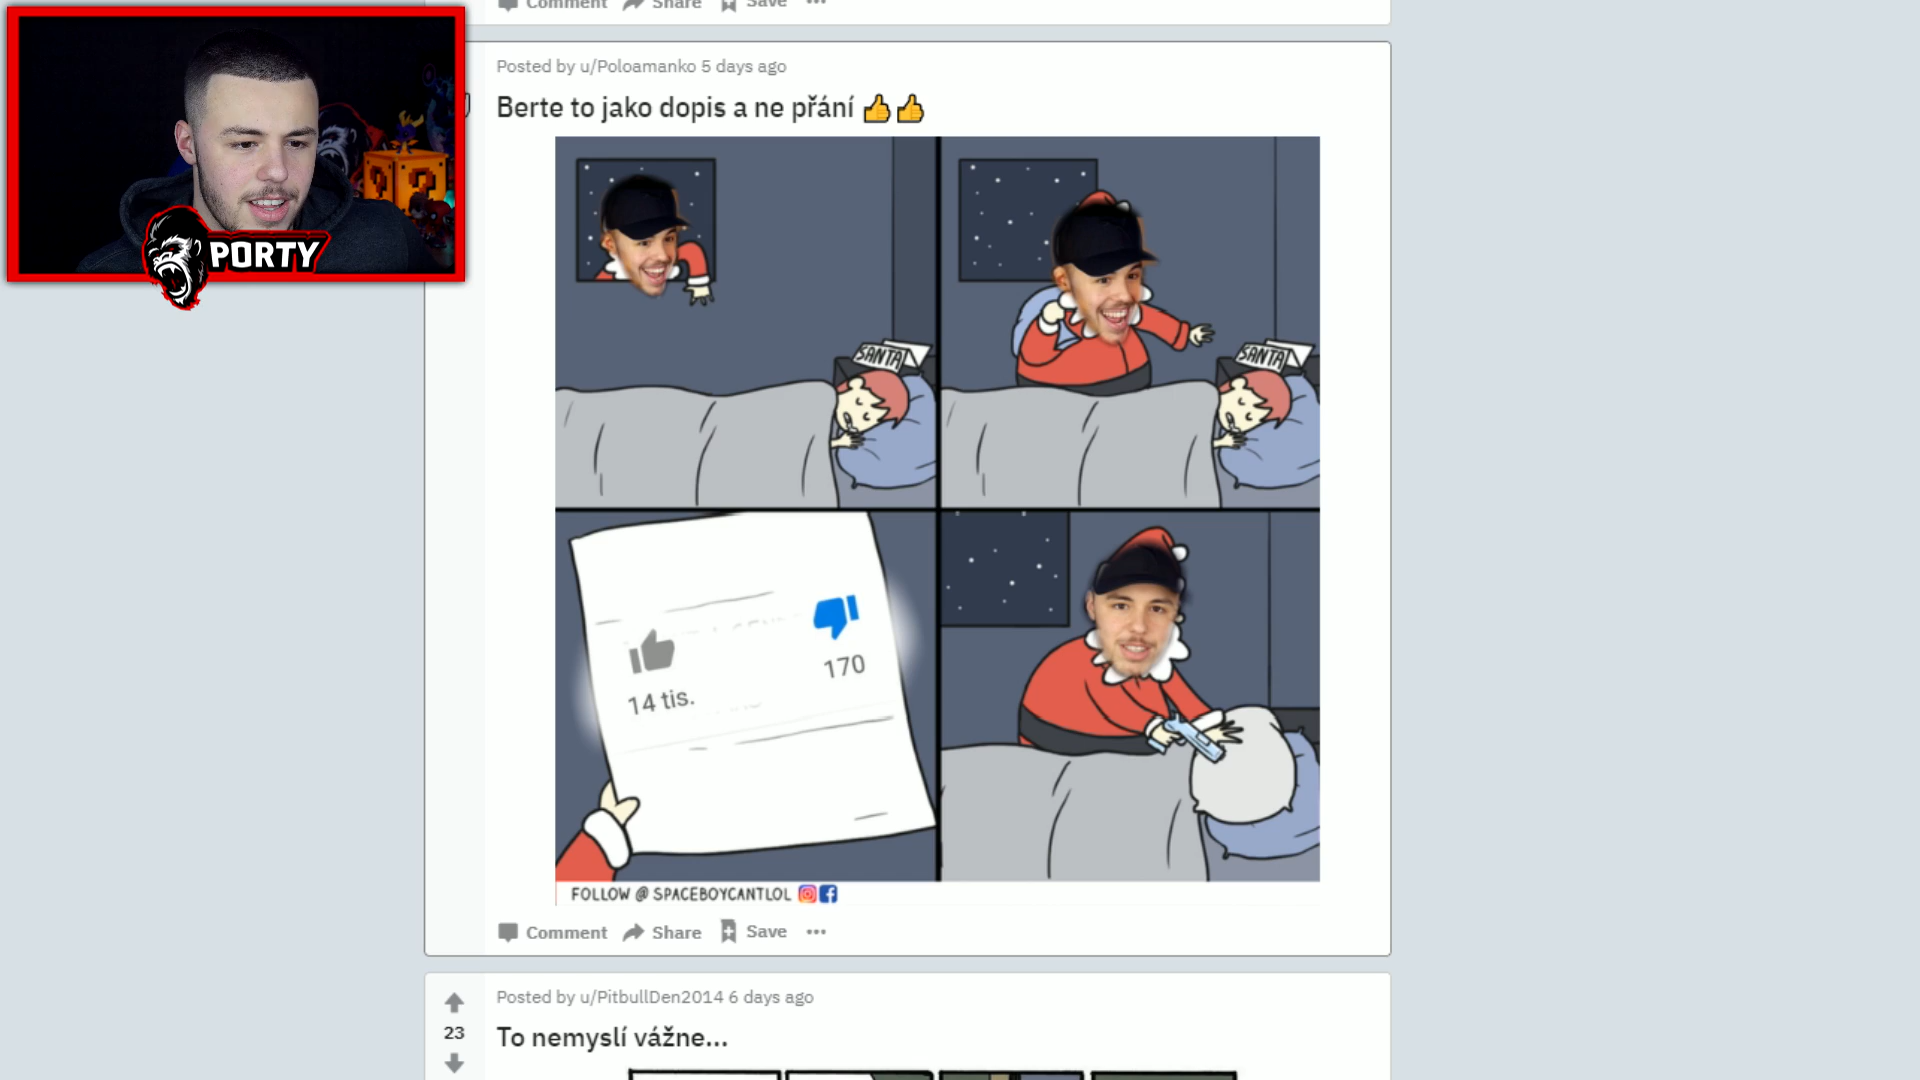 Comment Share Save
PORTY
Posted by u/Poloamanko 5 days ago
Berte to jako dopis a ne přání 👍👍
SANTA
SANTA
14 tis.
170
FOLLOW @ SPACEBOYCANTLOL
Comment Share Save
Posted by u/PitbullDen2014 6 days ago
23
To nemyslí vážne...